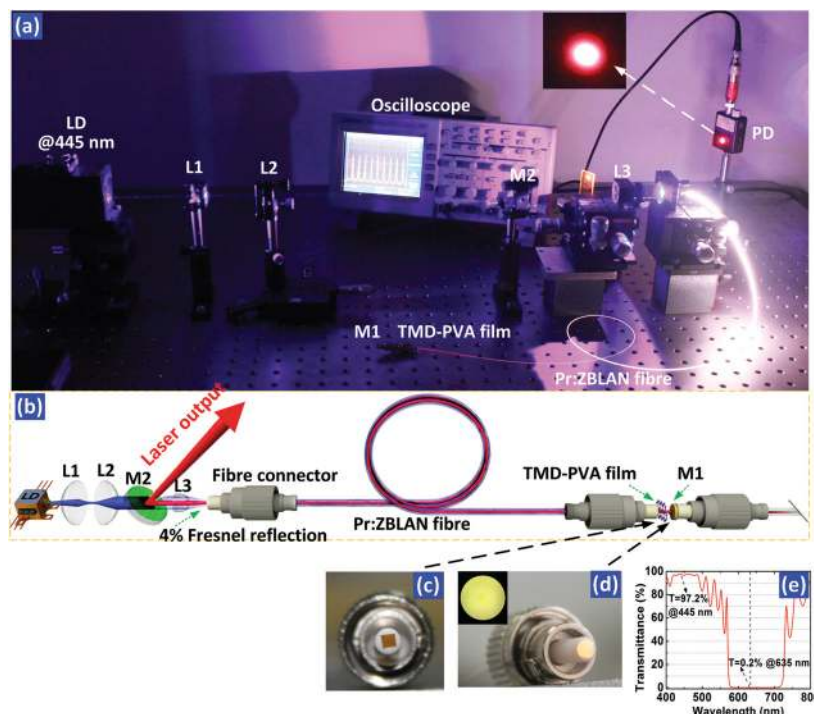 (a)
Oscilloscope
LD
@445 nm
L1
L2
M2
L3
PD
M1
TMD-PVA film
Pr:ZBLAN fibre
(b)
Laser output
L1
L2
M2
L3
LD
Fibre connector
TMD-PVA film
M1
4% Fresnel reflection
Pr:ZBLAN fibre
(c)
(d)
(e)
Transmittance (%)
100
80
60
40
20
0
T=97.2%
@445 nm
T=0.2% @635 nm
400 500 600 700 800
Wavelength (nm)